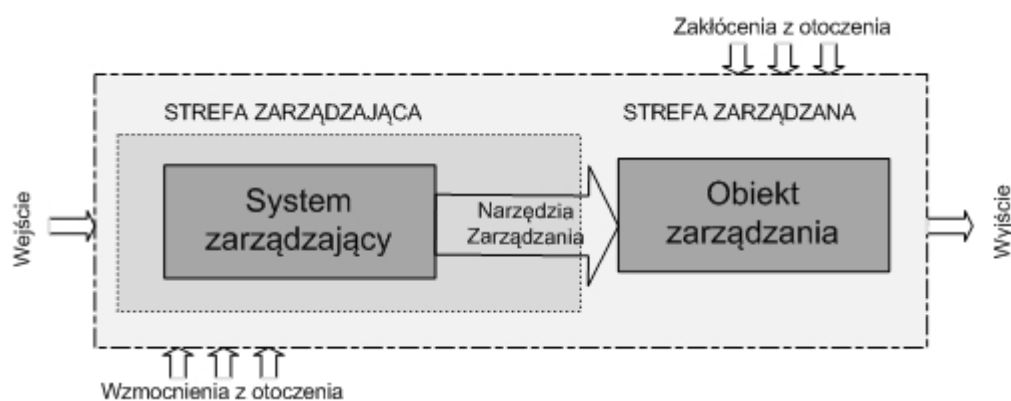 Zakłócenia z otoczenia
STREFA ZARZĄDZAJĄCA
STREFA ZARZĄDZANA
Wejście
System
zarządzający
Narzędzia
Zarządzania
Obiekt
zarządzania
Wyjście
Wzmocnienia z otoczenia